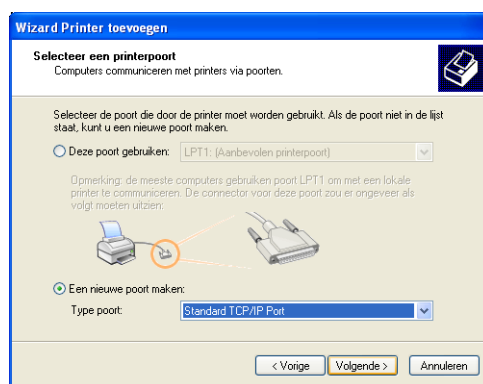 Wizard Printer toevoegen
Selecteer een printerpoort
Computers communiceren met printers via poorten.
Selecteer de poort die door de printer moet worden gebruikt. Als de poort niet in de lijst
staat, kunt u een nieuwe poort maken.
Deze poort gebruiken: LPT1: (Aanbevolen printerpoort)
Opmerking: de meeste computers gebruiken poort LPT1 om met een lokale
printer te communiceren. De connector voor deze poort zou er ongeveer als
volgt moeten uitzien:
Een nieuwe poort maken:
Type poort: Standard TCP/IP Port
< Vorige Volgende > Annuleren